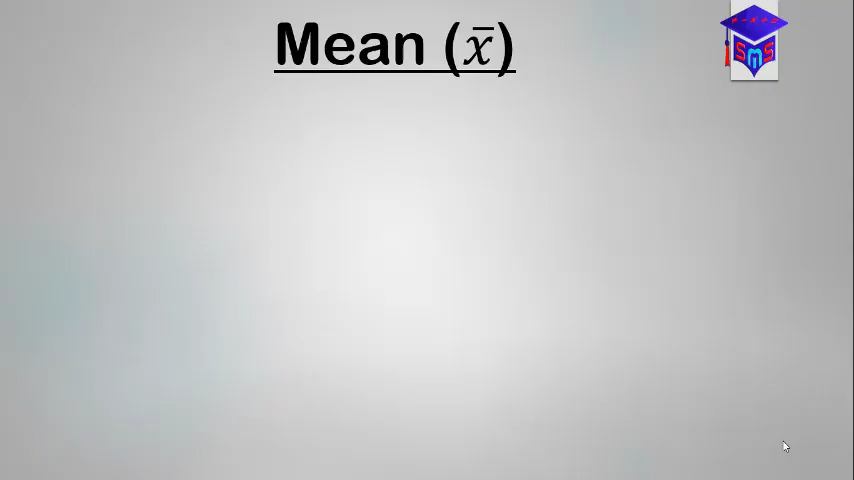 Mean (x̄)
+ - × ÷
SMS